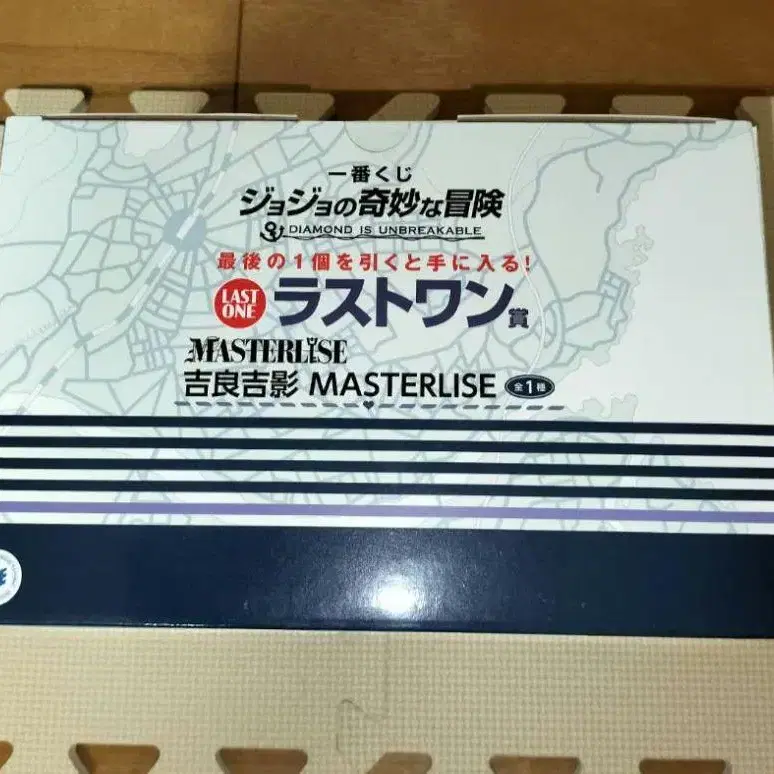 一番くじ
ジョジョの奇妙な冒険
DIAMOND IS UNBREAKABLE
最後の1個を引くと手に入る!
LAST ONE ラストワン賞
MASTERLISE
吉良吉影 MASTERLISE 全1種